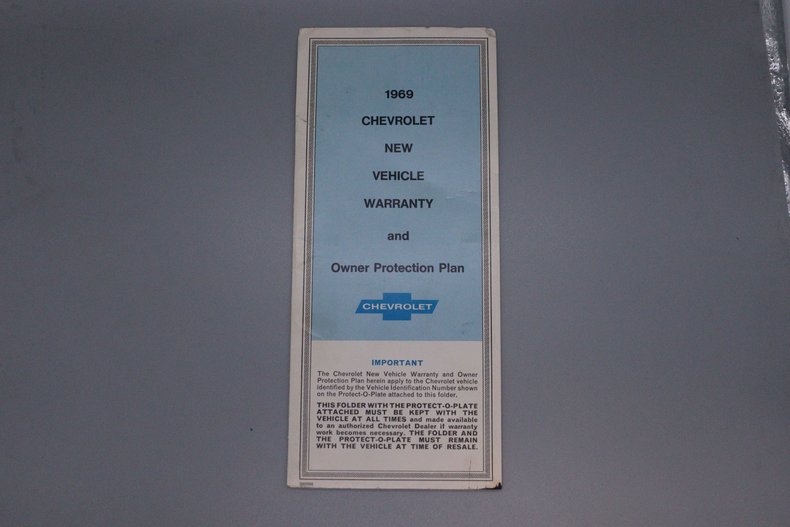 1969
CHEVROLET
NEW
VEHICLE
WARRANTY
and
Owner Protection Plan
CHEVROLET
IMPORTANT
The Chevrolet New Vehicle Warranty and Owner
Protection Plan herein apply to the Chevrolet vehicle
identified by the Vehicle Identification Number shown
on the Protect-O-Plate attached to this folder.
THIS FOLDER WITH THE PROTECT-O-PLATE
ATTACHED MUST BE KEPT WITH THE
VEHICLE AT ALL TIMES and made available
to an authorized Chevrolet Dealer if warranty
work becomes necessary. THE FOLDER AND
THE PROTECT-O-PLATE MUST REMAIN
WITH THE VEHICLE AT TIME OF RESALE.